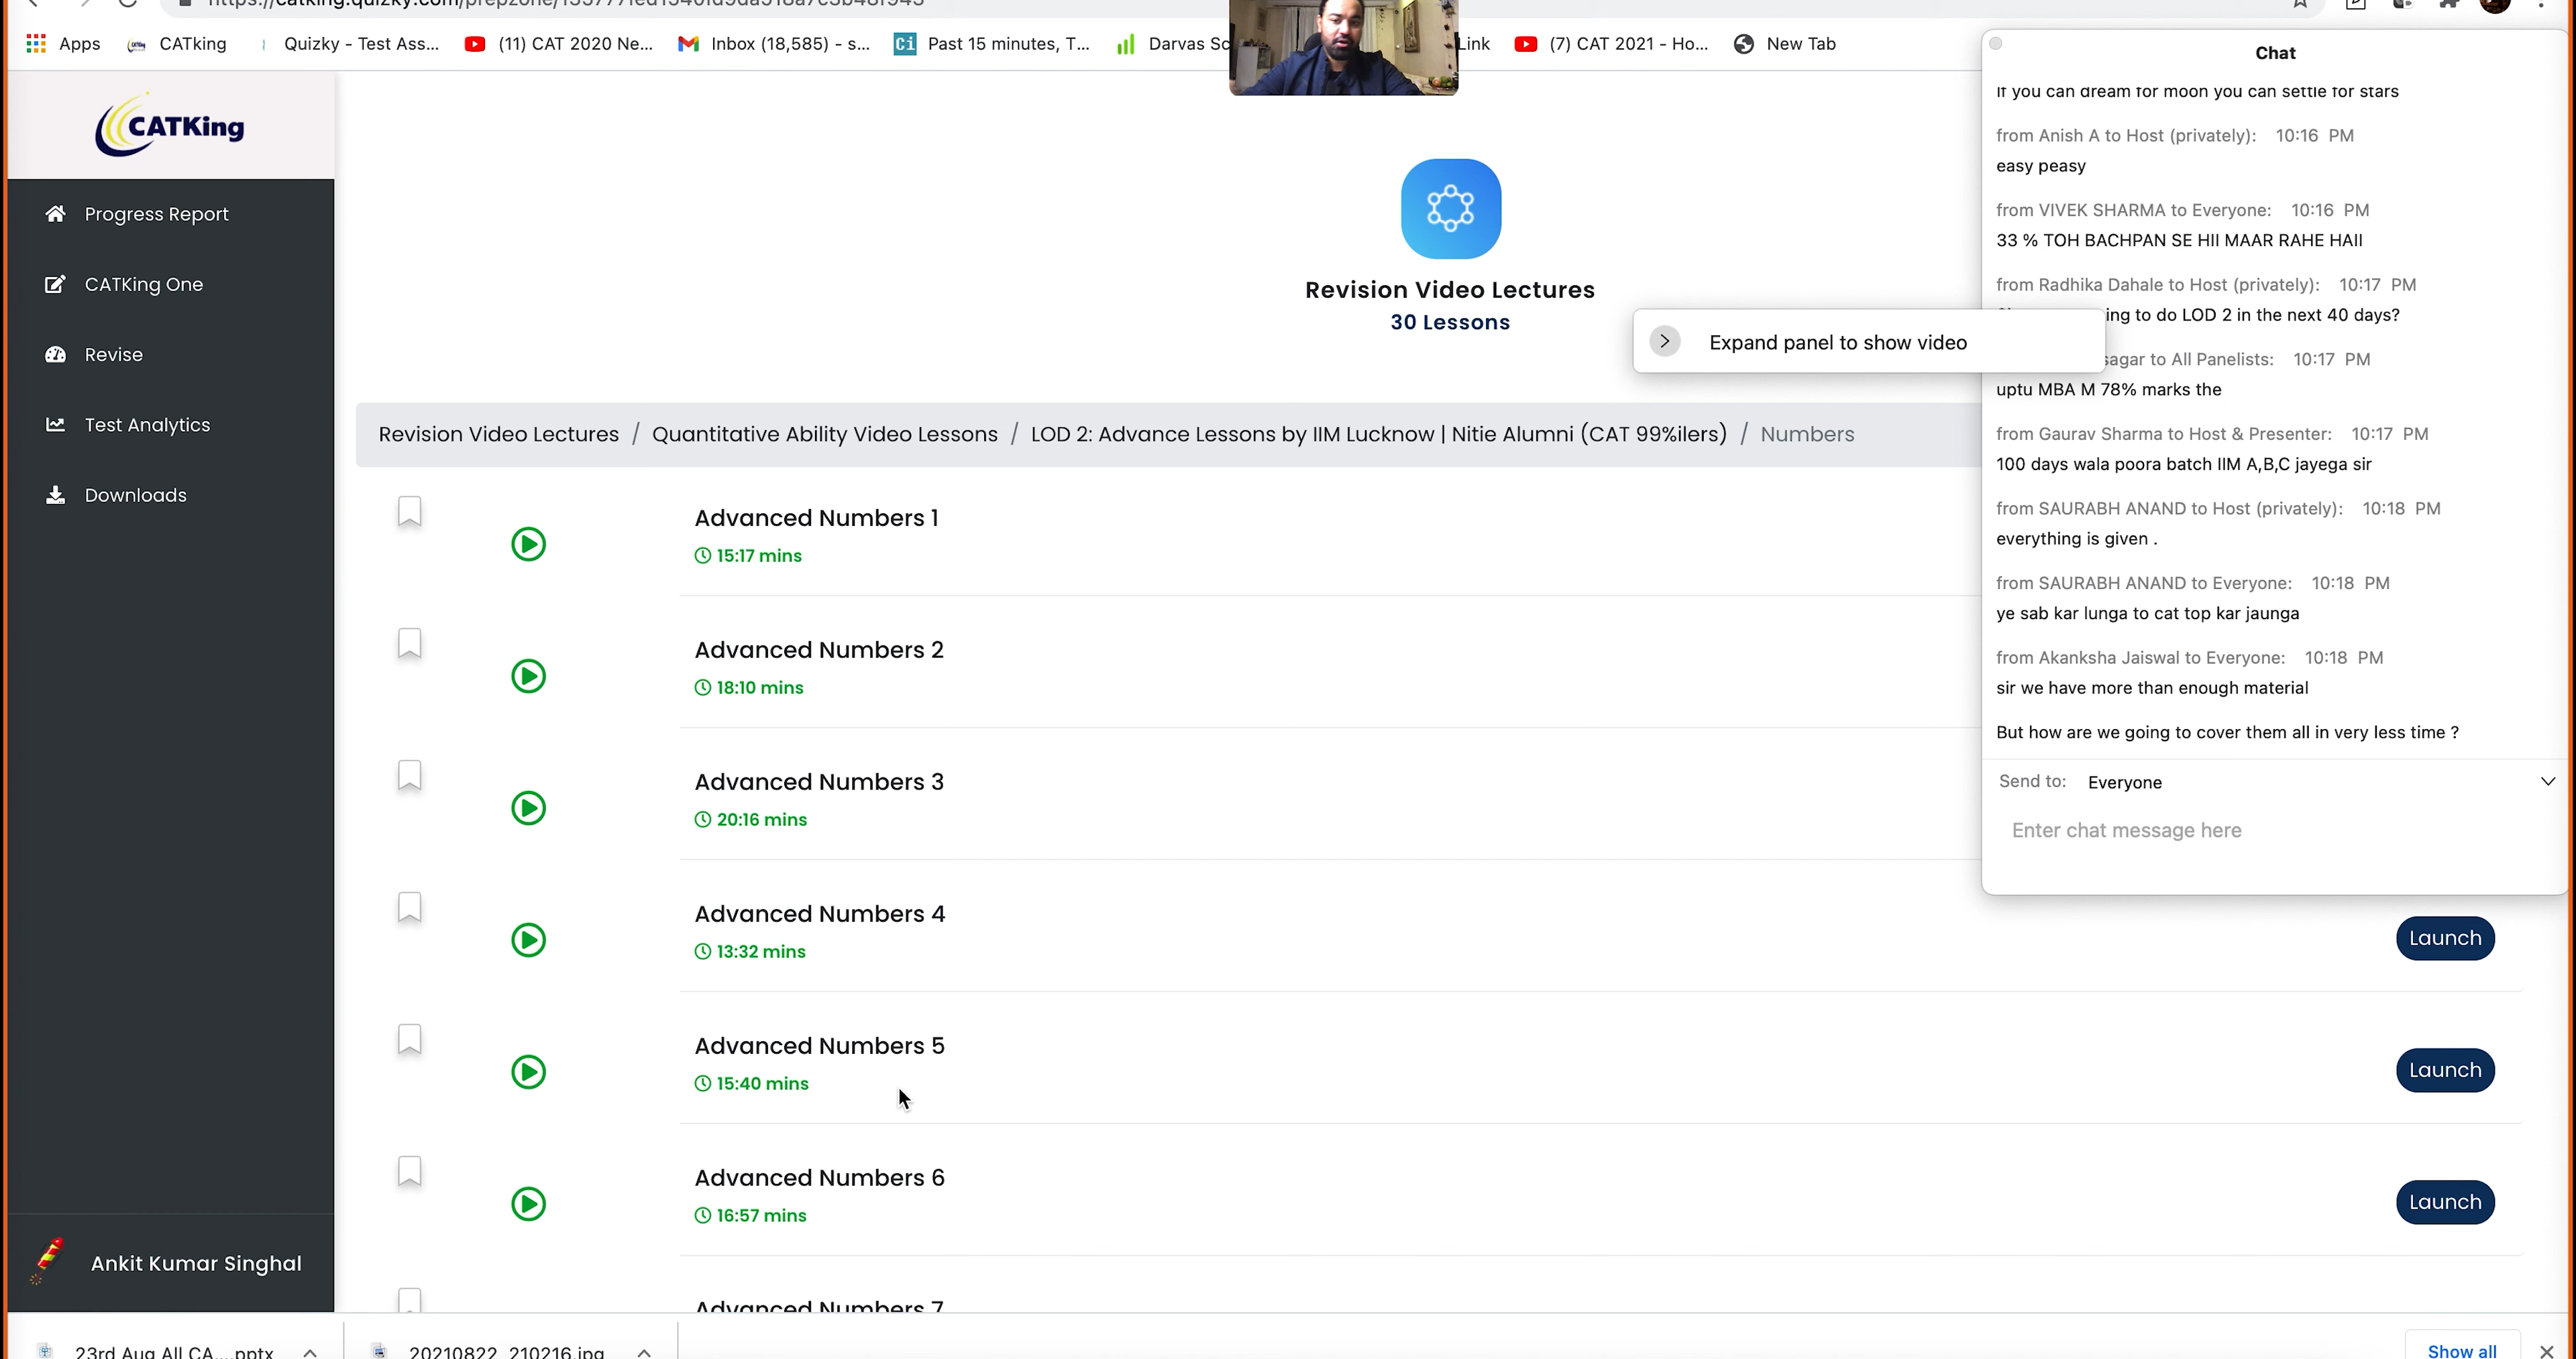 Apps
CATking
Quizky - Test Ass...
(11) CAT 2020 Ne...
Inbox (18,585) - s...
Past 15 minutes, T...
Darvas Sc
Link
(7) CAT 2021 - Ho...
New Tab
CATKing
Progress Report
CATKing One
Revise
Test Analytics
Downloads
Ankit Kumar Singhal
Revision Video Lectures
30 Lessons
Expand panel to show video
Revision Video Lectures / Quantitative Ability Video Lessons / LOD 2: Advance Lessons by IIM Lucknow | Nitie Alumni (CAT 99%ilers) / Numbers
Advanced Numbers 1
15:17 mins
Advanced Numbers 2
18:10 mins
Advanced Numbers 3
20:16 mins
Advanced Numbers 4
13:32 mins
Launch
Advanced Numbers 5
15:40 mins
Launch
Advanced Numbers 6
16:57 mins
Launch
Advanced Numbers 7
Chat
If you can dream for moon you can settle for stars
from Anish A to Host (privately): 10:16 PM
easy peasy
from VIVEK SHARMA to Everyone: 10:16 PM
33 % TOH BACHPAN SE HII MAAR RAHE HAII
from Radhika Dahale to Host (privately): 10:17 PM
ing to do LOD 2 in the next 40 days?
sagar to All Panelists: 10:17 PM
uptu MBA M 78% marks the
from Gaurav Sharma to Host & Presenter: 10:17 PM
100 days wala poora batch IIM A,B,C jayega sir
from SAURABH ANAND to Host (privately): 10:18 PM
everything is given .
from SAURABH ANAND to Everyone: 10:18 PM
ye sab kar lunga to cat top kar jaunga
from Akanksha Jaiswal to Everyone: 10:18 PM
sir we have more than enough material
But how are we going to cover them all in very less time ?
Send to: Everyone
Enter chat message here
23rd Aug All CA....pptx
20210822_210216.jpg
Show all